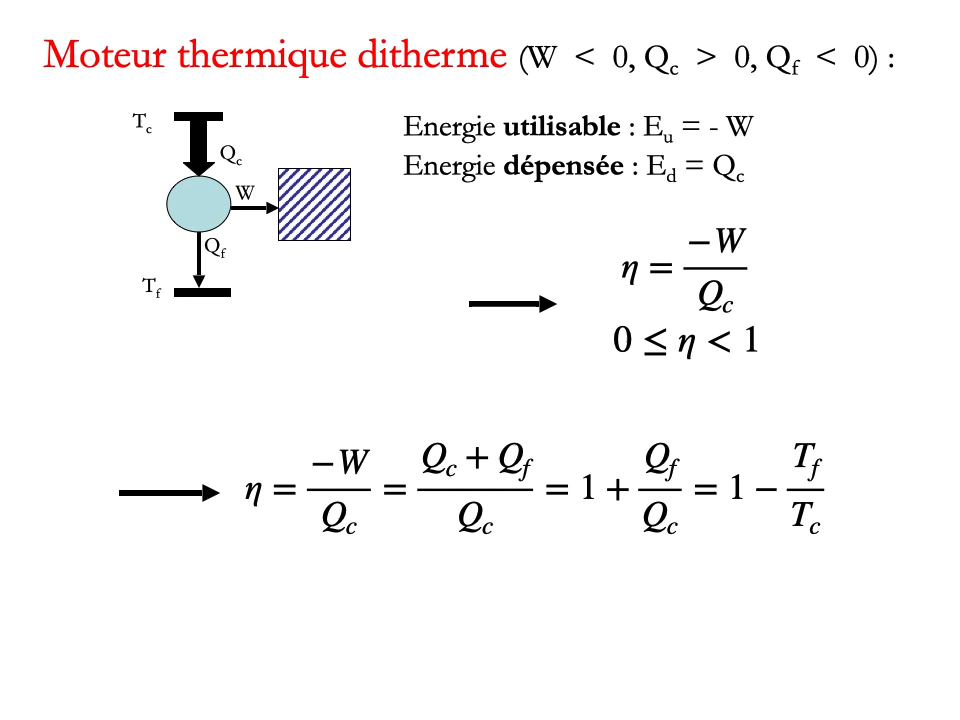 Moteur thermique ditherme (W < 0, Q_c > 0, Q_f < 0) :
T_c
Q_c
W
Q_f
T_f
Energie utilisable : E_u = - W
Energie dépensée : E_d = Q_c
η = −W / Q_c
0 ≤ η < 1
η = −W / Q_c = (Q_c + Q_f) / Q_c = 1 + Q_f / Q_c = 1 − T_f / T_c